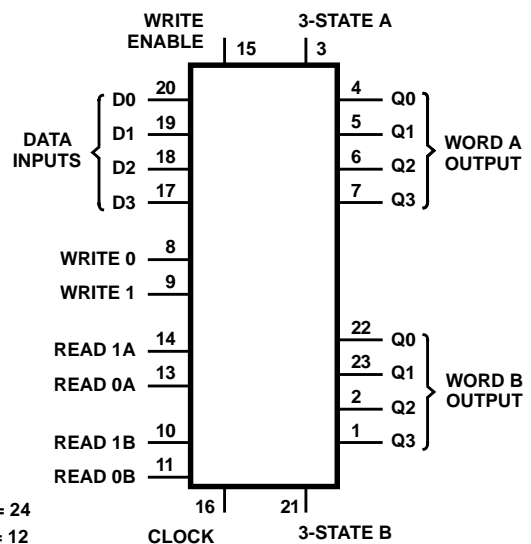 WRITE ENABLE
15
3-STATE A
3
DATA INPUTS
D0 20
D1 19
D2 18
D3 17
WRITE 0 8
WRITE 1 9
READ 1A 14
READ 0A 13
READ 1B 10
READ 0B 11
4 Q0
5 Q1
6 Q2
7 Q3
WORD A OUTPUT
22 Q0
23 Q1
2 Q2
1 Q3
WORD B OUTPUT
= 24
= 12
16
CLOCK
21
3-STATE B